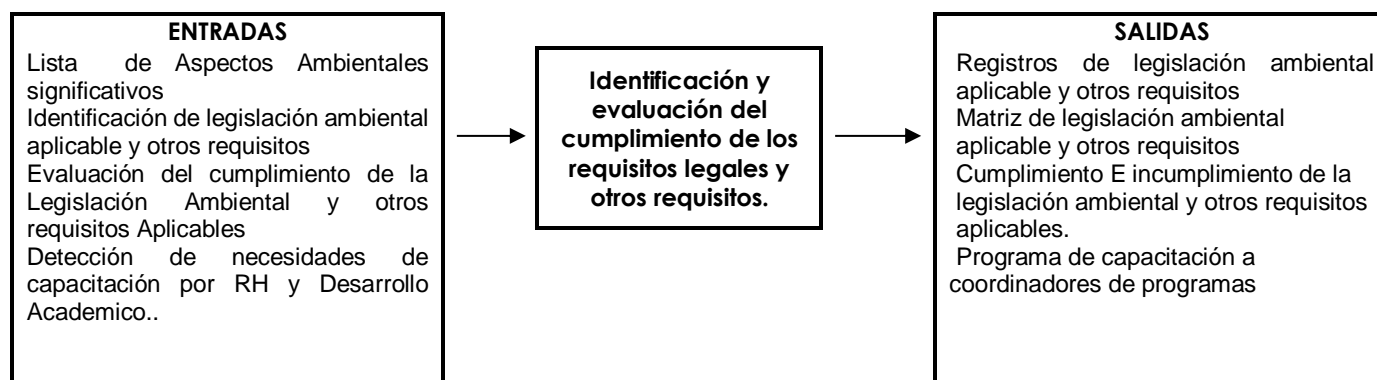 ENTRADAS
Lista de Aspectos Ambientales
significativos
Identificación de legislación ambiental
aplicable y otros requisitos
Evaluación del cumplimiento de la
Legislación Ambiental y otros
requisitos Aplicables
Detección de necesidades de
capacitación por RH y Desarrollo
Academico..
Identificación y
evaluación del
cumplimiento de los
requisitos legales y
otros requisitos.
SALIDAS
Registros de legislación ambiental
aplicable y otros requisitos
Matriz de legislación ambiental
aplicable y otros requisitos
Cumplimiento E incumplimiento de la
legislación ambiental y otros requisitos
aplicables.
Programa de capacitación a
coordinadores de programas